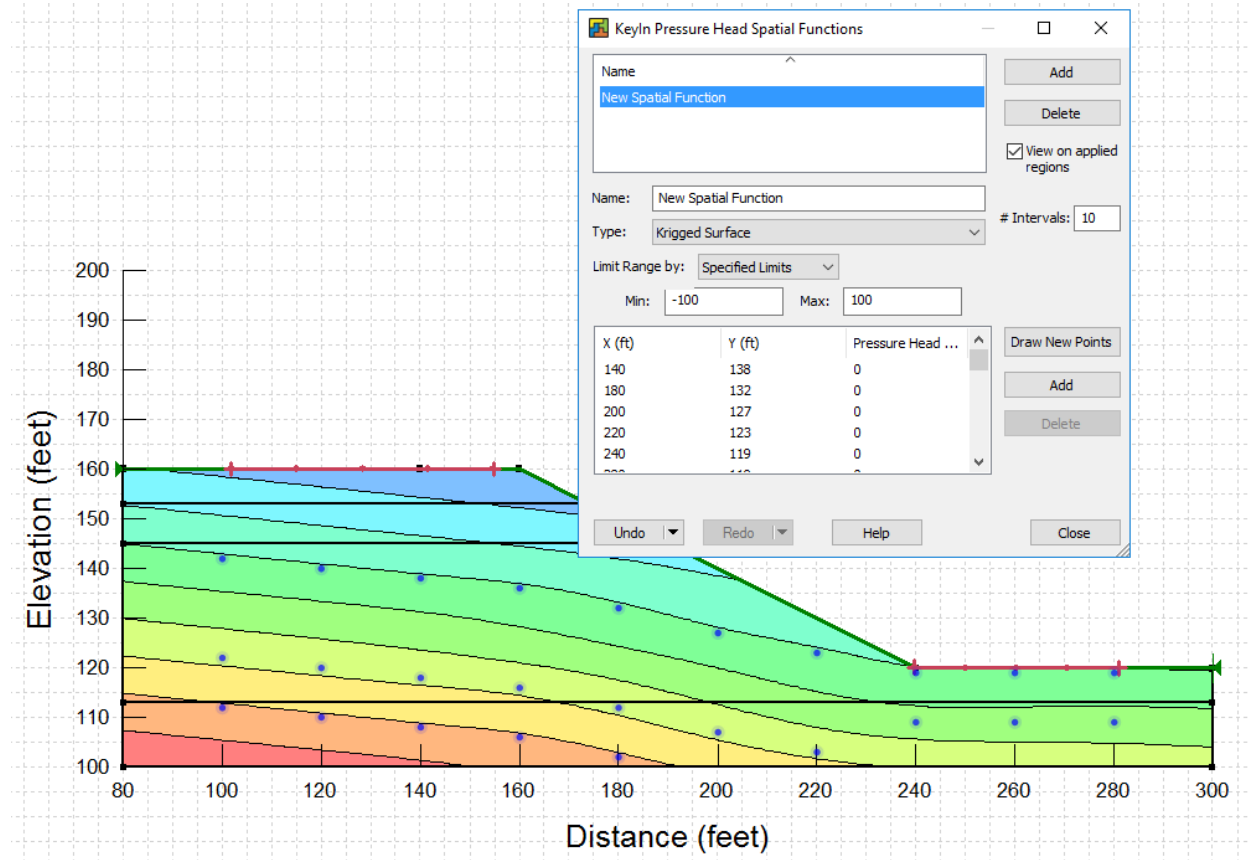 KeyIn Pressure Head Spatial Functions
Name
Add
New Spatial Function
Delete
View on applied
regions
Name: New Spatial Function
# Intervals: 10
Type: Krigged Surface
Limit Range by: Specified Limits
Min: -100 Max: 100
X (ft) Y (ft) Pressure Head ...
Draw New Points
140 138 0
180 132 0
Add
200 127 0
220 123 0
Delete
240 119 0
Undo Redo Help Close
200
190
180
170
160
150
140
130
120
110
100
Elevation (feet)
80 100 120 140 160 180 200 220 240 260 280 300
Distance (feet)